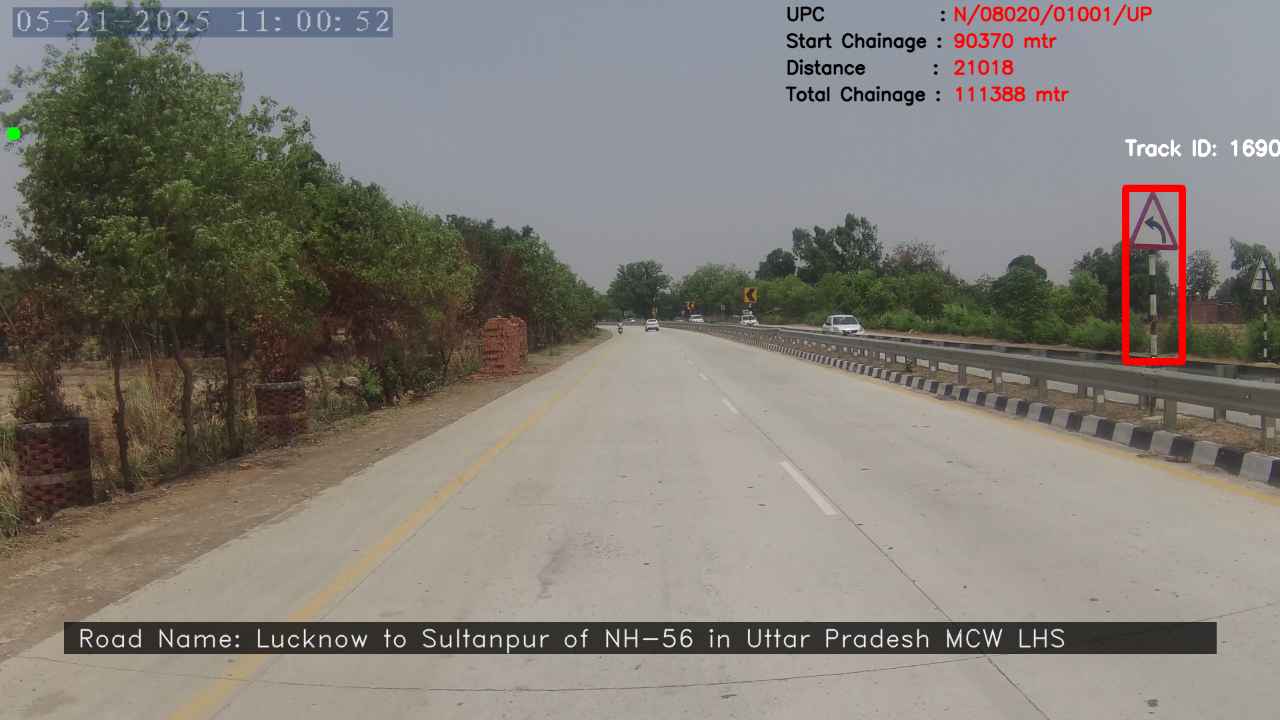 05-21-2025 11:00:52
UPC : N/08020/01001/UP
Start Chainage : 90370 mtr
Distance : 21018
Total Chainage : 111388 mtr
Track ID: 1690
Road Name: Lucknow to Sultanpur of NH-56 in Uttar Pradesh MCW LHS